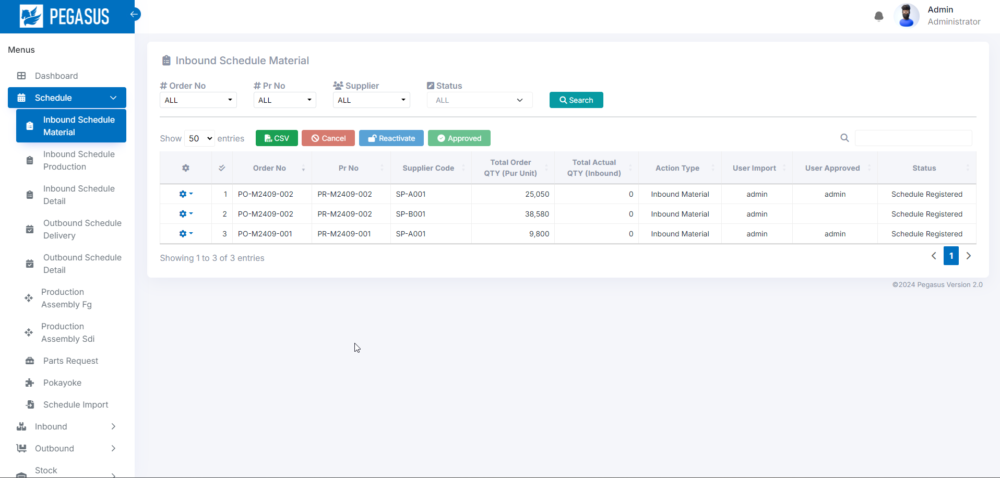 PEGASUS
Admin
Administrator
Menus
Dashboard
Schedule
Inbound Schedule
Material
Inbound Schedule
Production
Inbound Schedule
Detail
Outbound Schedule
Delivery
Outbound Schedule
Detail
Production
Assembly Fg
Production
Assembly Sdi
Parts Request
Pokayoke
Schedule Import
Inbound
Outbound
Stock
Inbound Schedule Material
# Order No # Pr No Supplier Status
ALL ALL ALL ALL Search
Show 50 entries CSV Cancel Reactivate Approved
Order No Pr No Supplier Code Total Order QTY (Pur Unit) Total Actual QTY (Inbound) Action Type User Import User Approved Status
1 PO-M2409-002 PR-M2409-002 SP-A001 25,050 0 Inbound Material admin admin Schedule Registered
2 PO-M2409-002 PR-M2409-002 SP-B001 38,580 0 Inbound Material admin Schedule Registered
3 PO-M2409-001 PR-M2409-001 SP-A001 9,800 0 Inbound Material admin admin Schedule Registered
Showing 1 to 3 of 3 entries
1
©2024 Pegasus Version 2.0